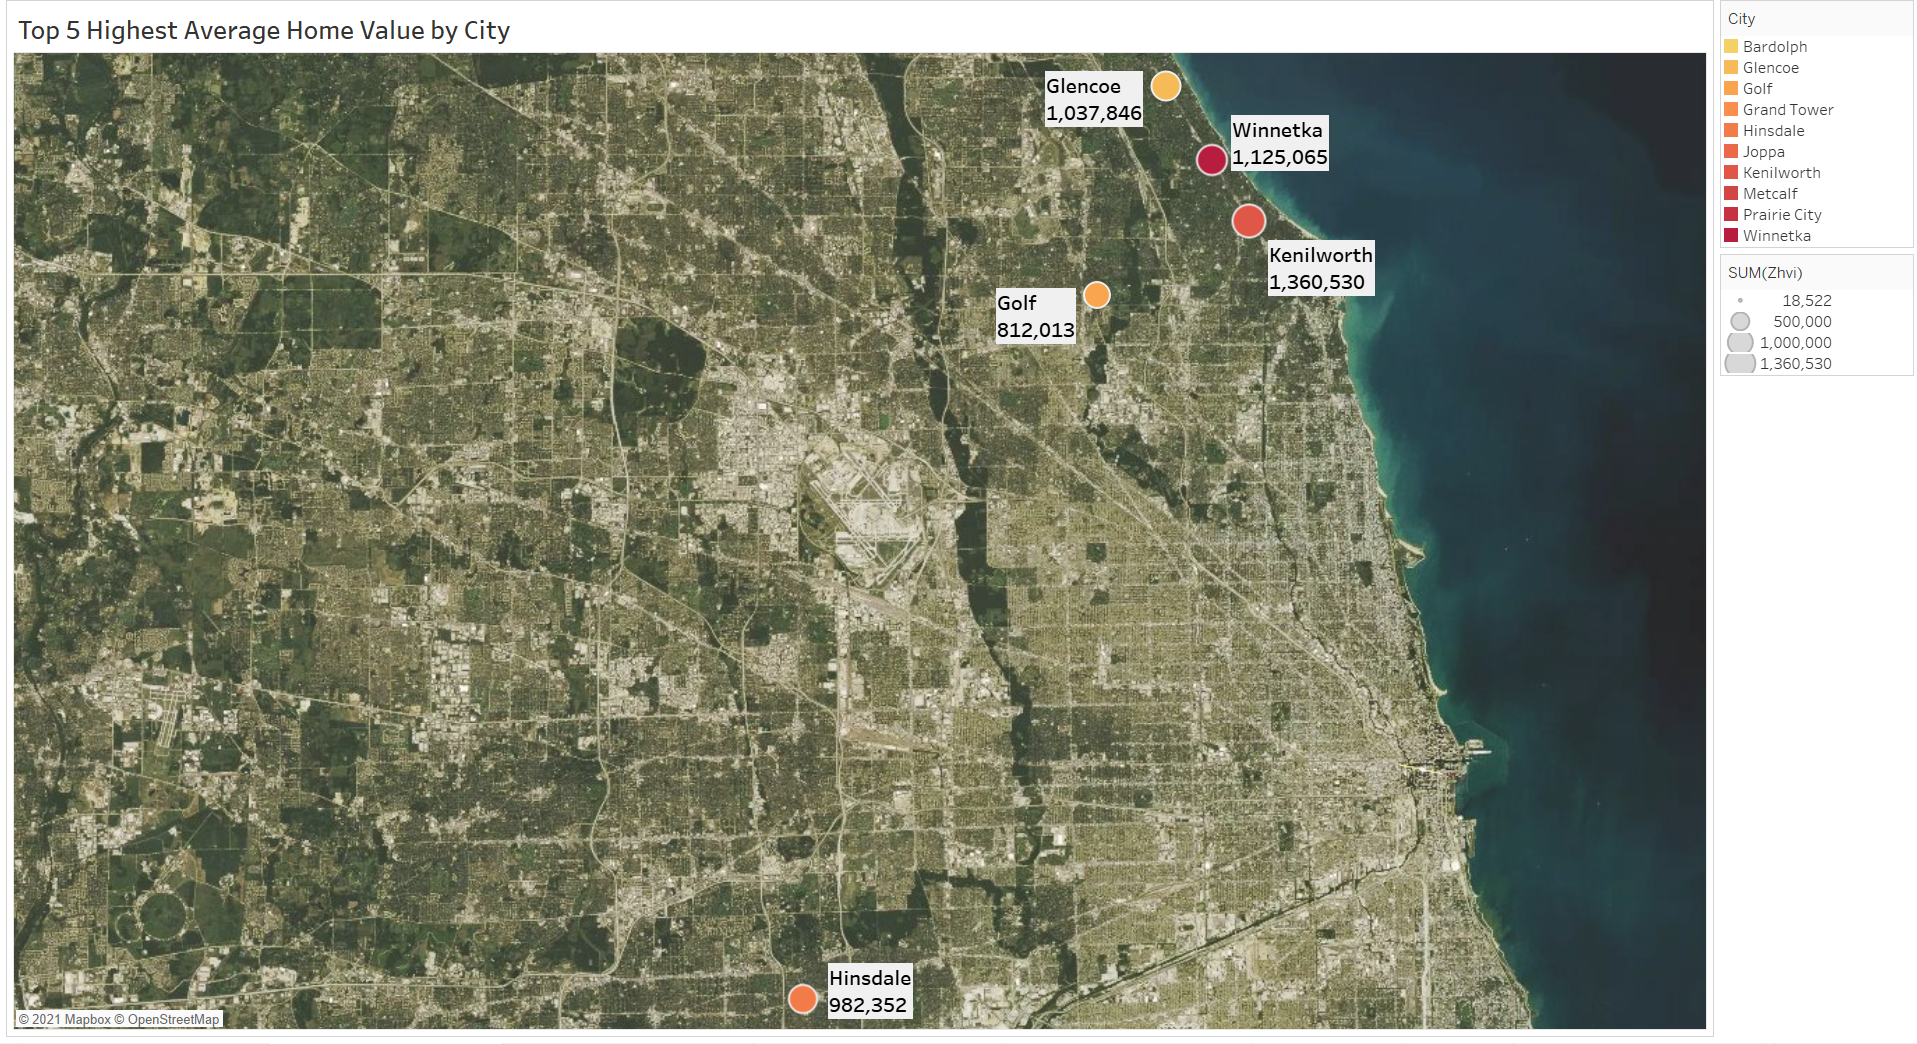 Top 5 Highest Average Home Value by City
Glencoe
1,037,846
Winnetka
1,125,065
Kenilworth
1,360,530
Golf
812,013
Hinsdale
982,352
© 2021 Mapbox © OpenStreetMap
City
Bardolph
Glencoe
Golf
Grand Tower
Hinsdale
Joppa
Kenilworth
Metcalf
Prairie City
Winnetka
SUM(Zhvi)
18,522
500,000
1,000,000
1,360,530